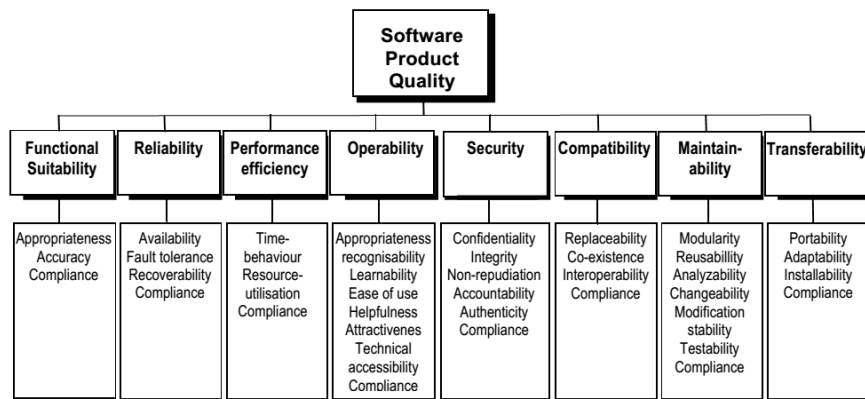 Software
Product
Quality
Functional
Suitability
Reliability
Performance
efficiency
Operability
Security
Compatibility
Maintain-
ability
Transferability
Appropriateness
Accuracy
Compliance
Availability
Fault tolerance
Recoverability
Compliance
Time-
behaviour
Resource-
utilisation
Compliance
Appropriateness
recognisability
Learnability
Ease of use
Helpfulness
Attractivenes
Technical
accessibility
Compliance
Confidentiality
Integrity
Non-repudiation
Accountability
Authenticity
Compliance
Replaceability
Co-existence
Interoperability
Compliance
Modularity
Reusability
Analyzability
Changeability
Modification
stability
Testability
Compliance
Portability
Adaptability
Installability
Compliance